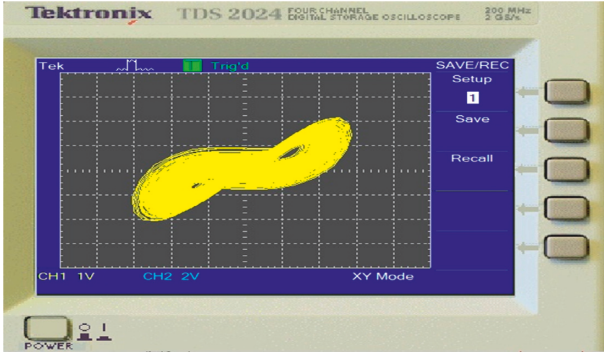 Tektronix TDS 2024 FOUR CHANNEL DIGITAL STORAGE OSCILLOSCOPE
200 MHz
2 GS/s
Tek T Trig'd SAVE/REC
Setup
1
Save
Recall
CH1 1V CH2 2V XY Mode
POWER